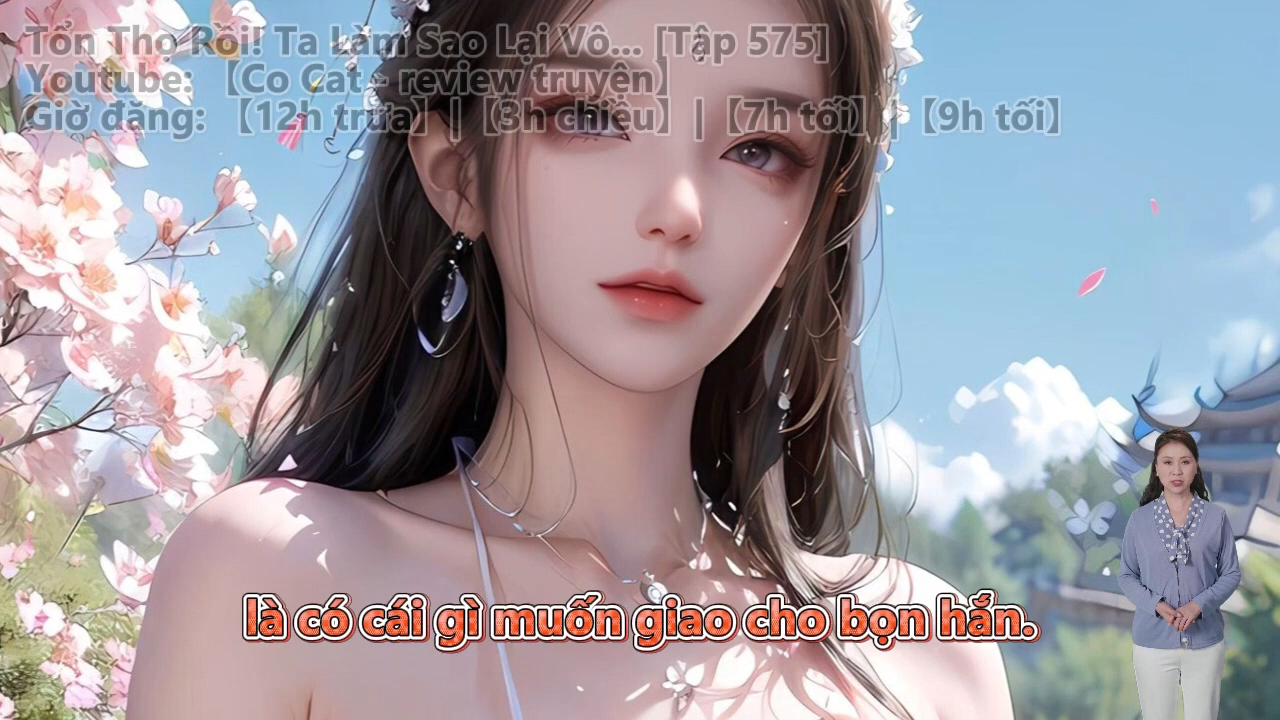 Tổn Thọ Rồi! Ta Làm Sao Lại Vô... [Tập 575]
Youtube: 【Co Cat - review truyện】
Giờ đăng: 【12h trưa】 | 【3h chiều】 | 【7h tối】 | 【9h tối】
là có cái gì muốn giao cho bọn hắn.